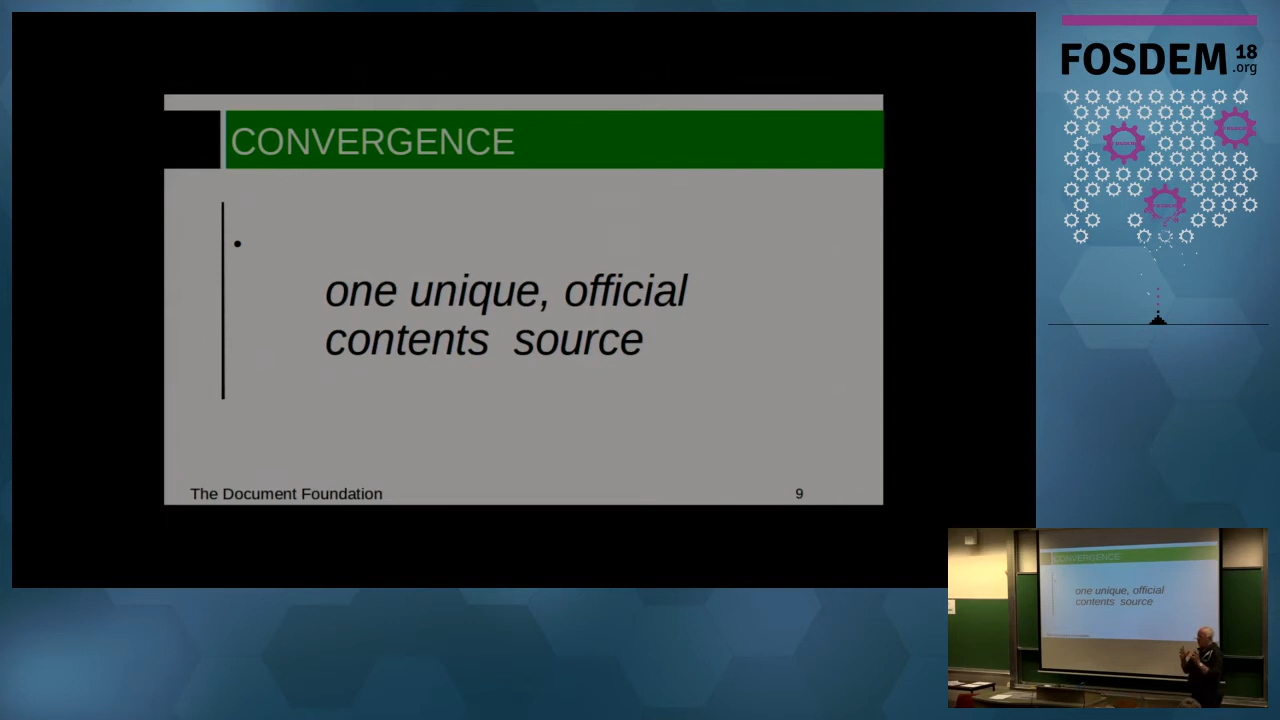 CONVERGENCE
•
one unique, official
contents source
The Document Foundation
9
FOSDEM 18
.org
CONVERGENCE
one unique, official
contents source